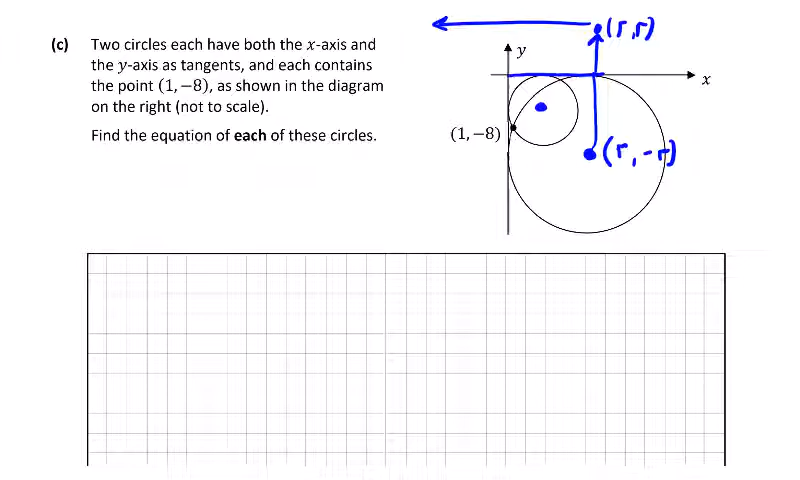 (c) Two circles each have both the x-axis and
the y-axis as tangents, and each contains
the point (1, −8), as shown in the diagram
on the right (not to scale).
Find the equation of each of these circles.
(r, r)
y
x
(1, −8)
(r, −r)